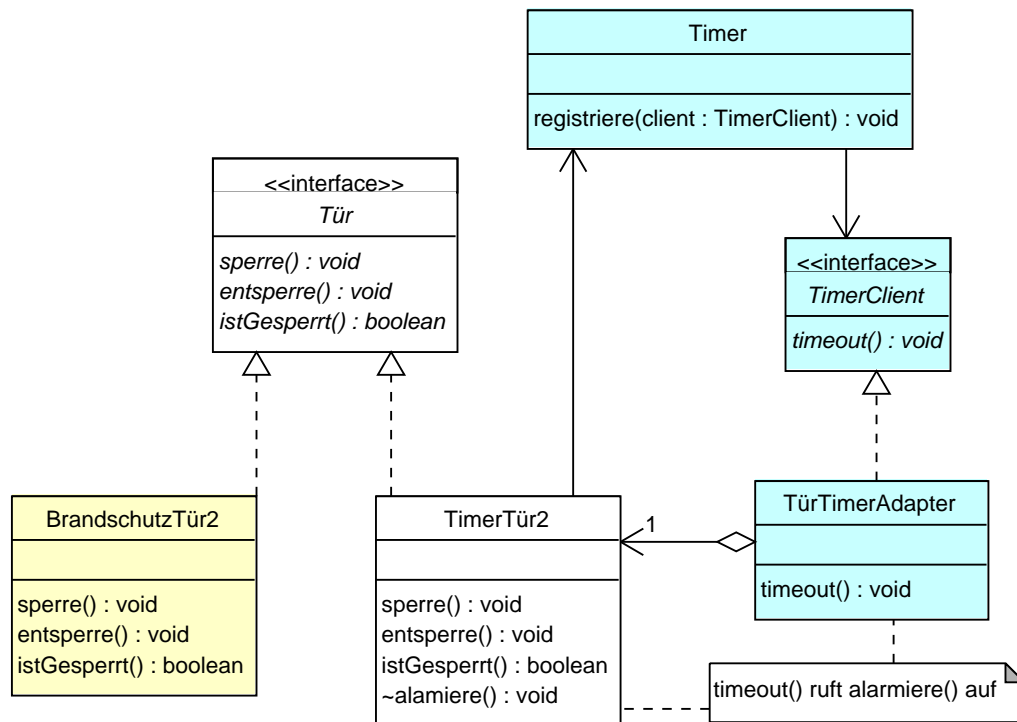 Timer
registriere(client : TimerClient) : void
<<interface>>
Tür
sperre() : void
entsperre() : void
istGesperrt() : boolean
<<interface>>
TimerClient
timeout() : void
BrandschutzTür2
sperre() : void
entsperre() : void
istGesperrt() : boolean
TimerTür2
sperre() : void
entsperre() : void
istGesperrt() : boolean
~alamiere() : void
1
TürTimerAdapter
timeout() : void
timeout() ruft alarmiere() auf